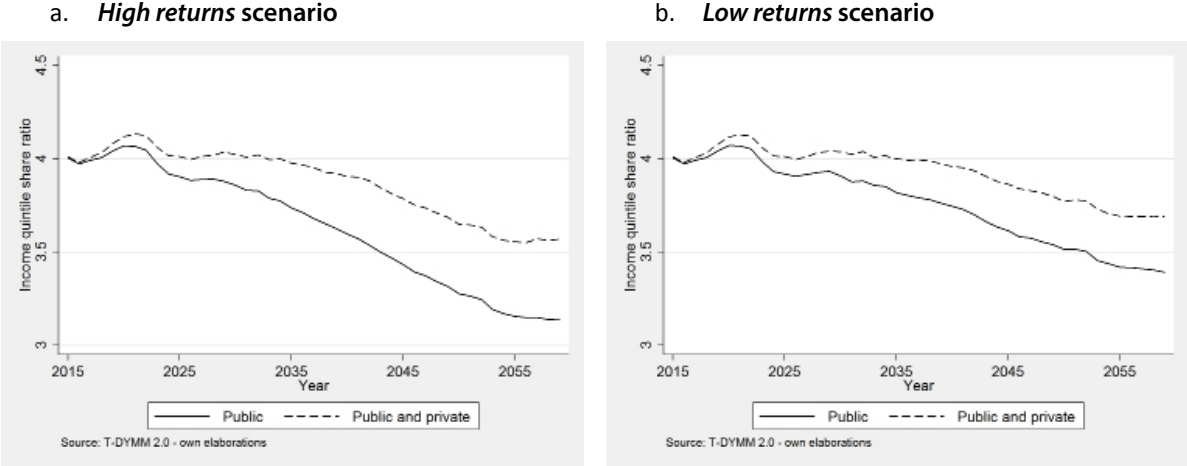 a. High returns scenario
Income quintile share ratio
4.5
4
3.5
3
2015 2025 2035 2045 2055
Year
Public Public and private
Source: T-DYMM 2.0 - own elaborations
b. Low returns scenario
Income quintile share ratio
4.5
4
3.5
3
2015 2025 2035 2045 2055
Year
Public Public and private
Source: T-DYMM 2.0 - own elaborations